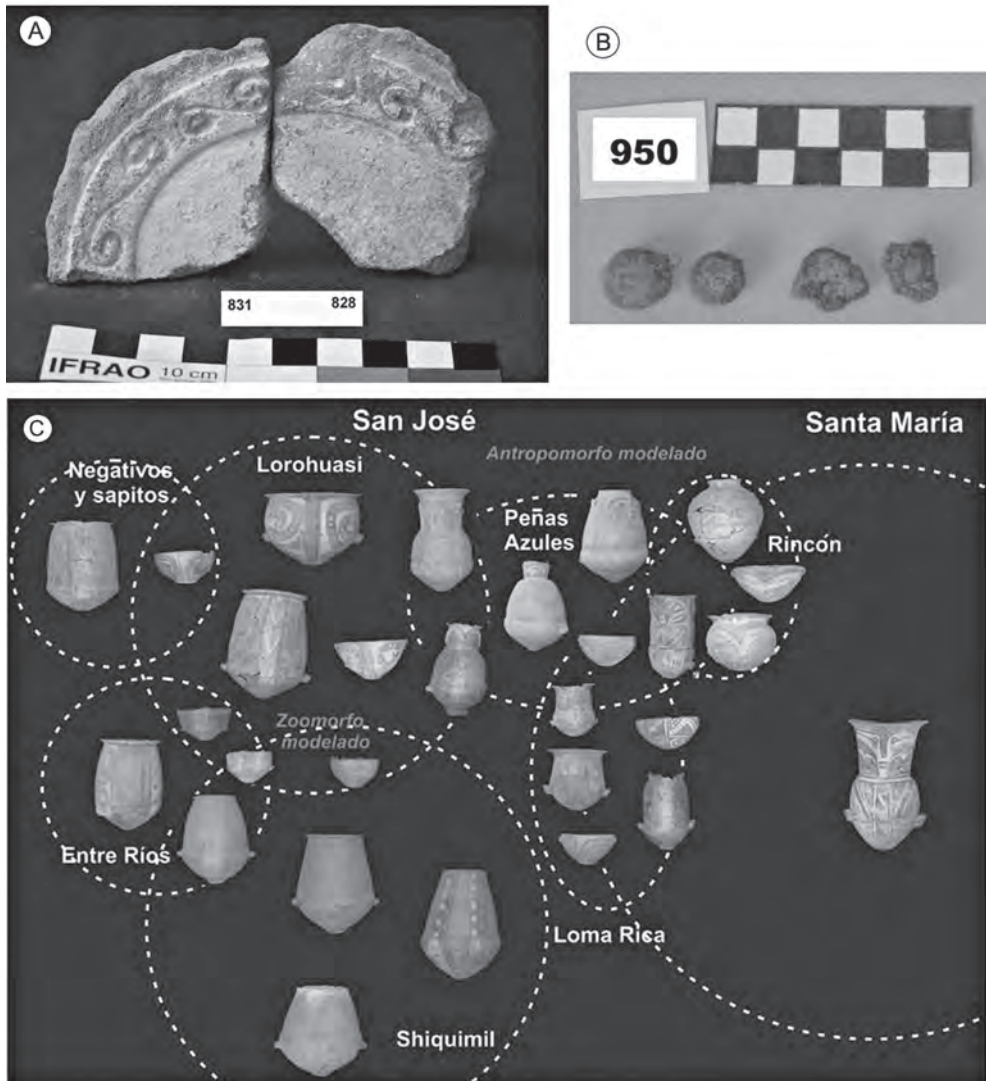 A
831 828
IFRAO 10 cm
B
950
C
San José
Santa María
Negativos
y sapitos
Lorohuasi
Antropomorfo modelado
Peñas
Azules
Rincón
Zoomorfo
modelado
Entre Ríos
Loma Rica
Shiquimil